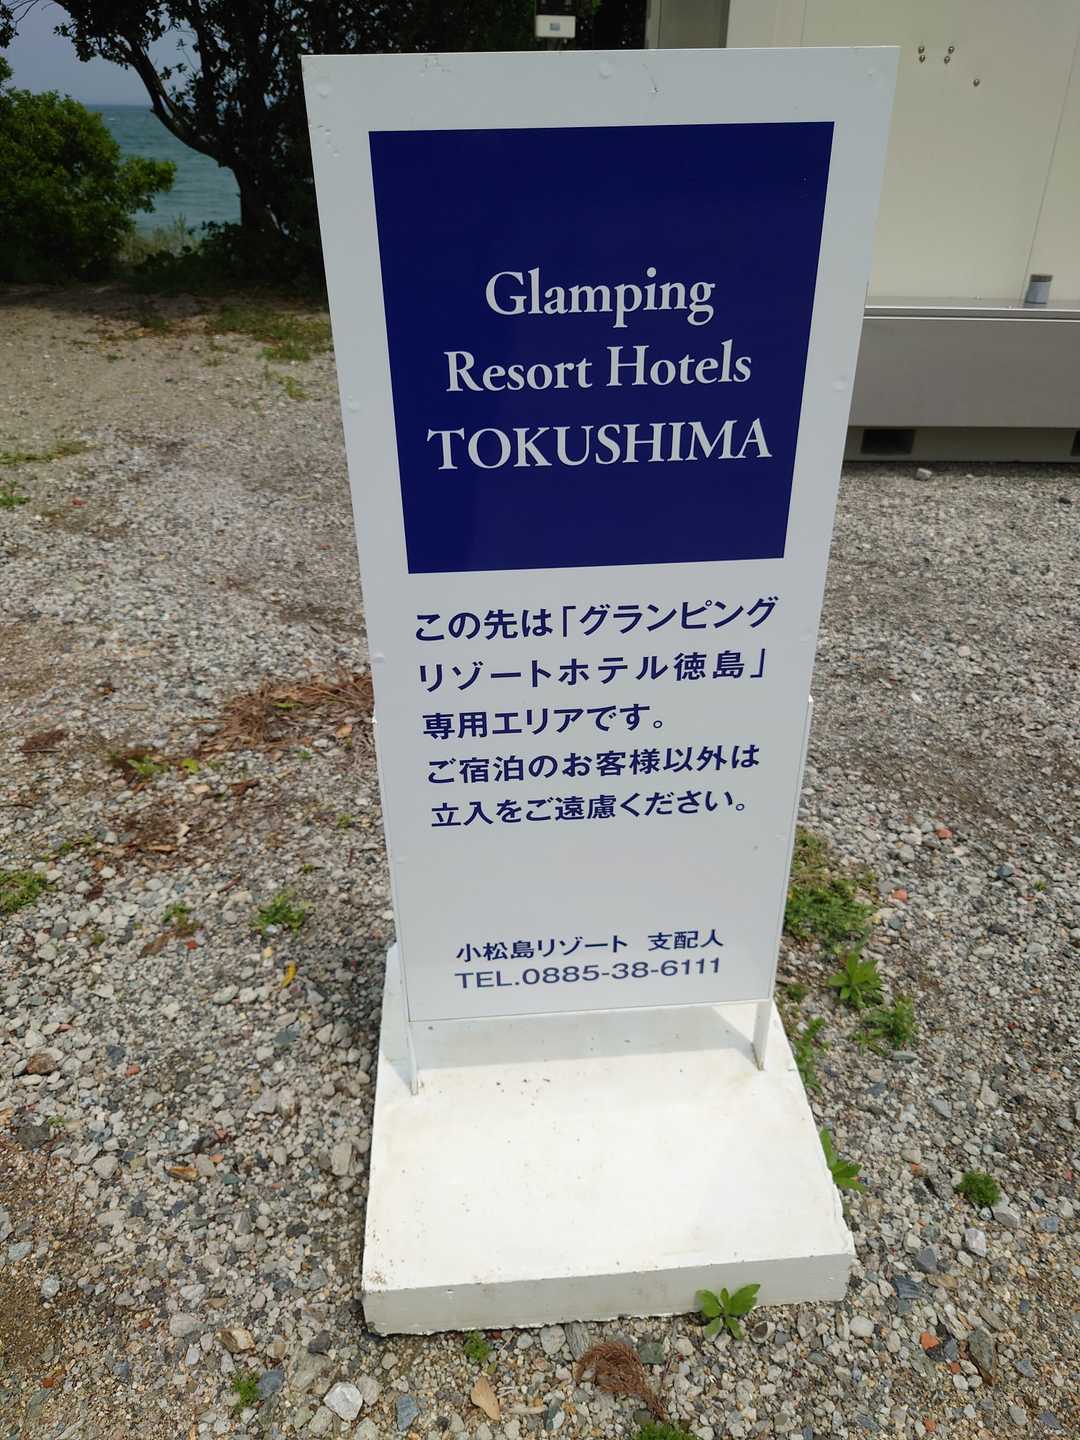 Glamping
Resort Hotels
TOKUSHIMA
この先は「グランピング
リゾートホテル徳島」
専用エリアです。
ご宿泊のお客様以外は
立入をご遠慮ください。
小松島リゾート　支配人
TEL.0885-38-6111